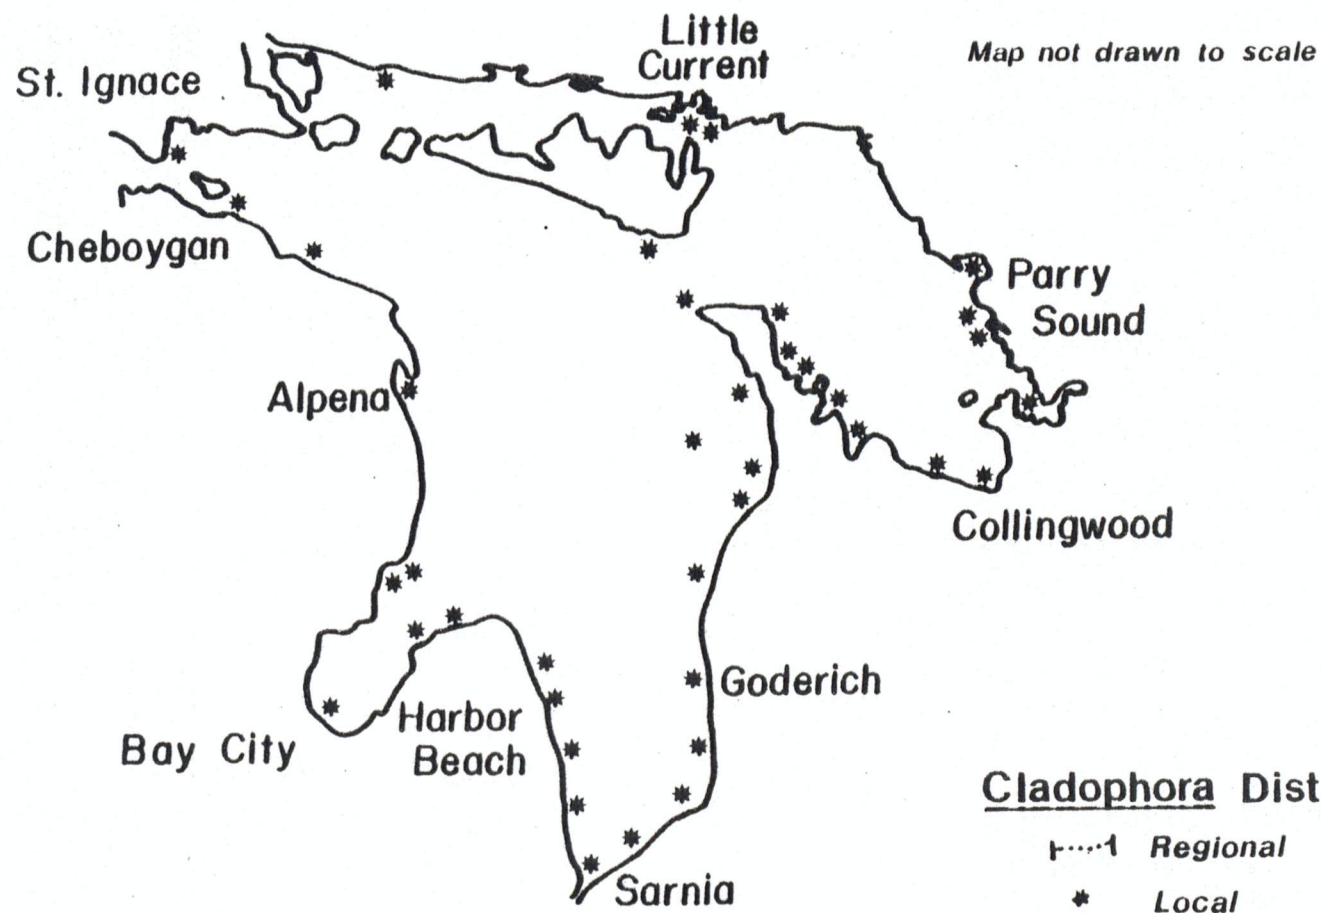 Little
Current
Map not drawn to scale
St. Ignace
Cheboygan
Parry
Sound
Alpena
Collingwood
Goderich
Harbor
Beach
Bay City
Cladophora Dist
Regional
Local
Sarnia